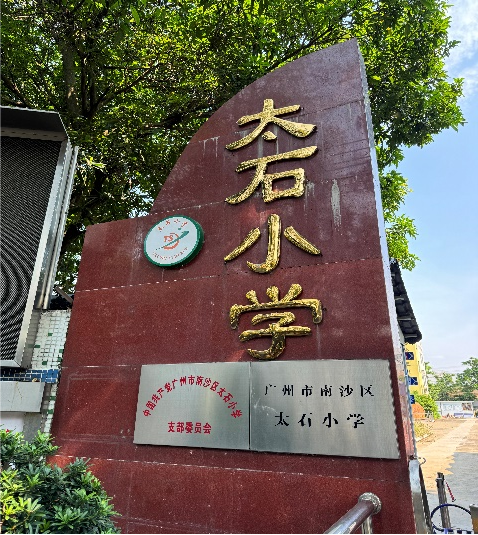 太石小学
中国共产党广州市南沙区太石小学
支部委员会
广州市南沙区
太石小学